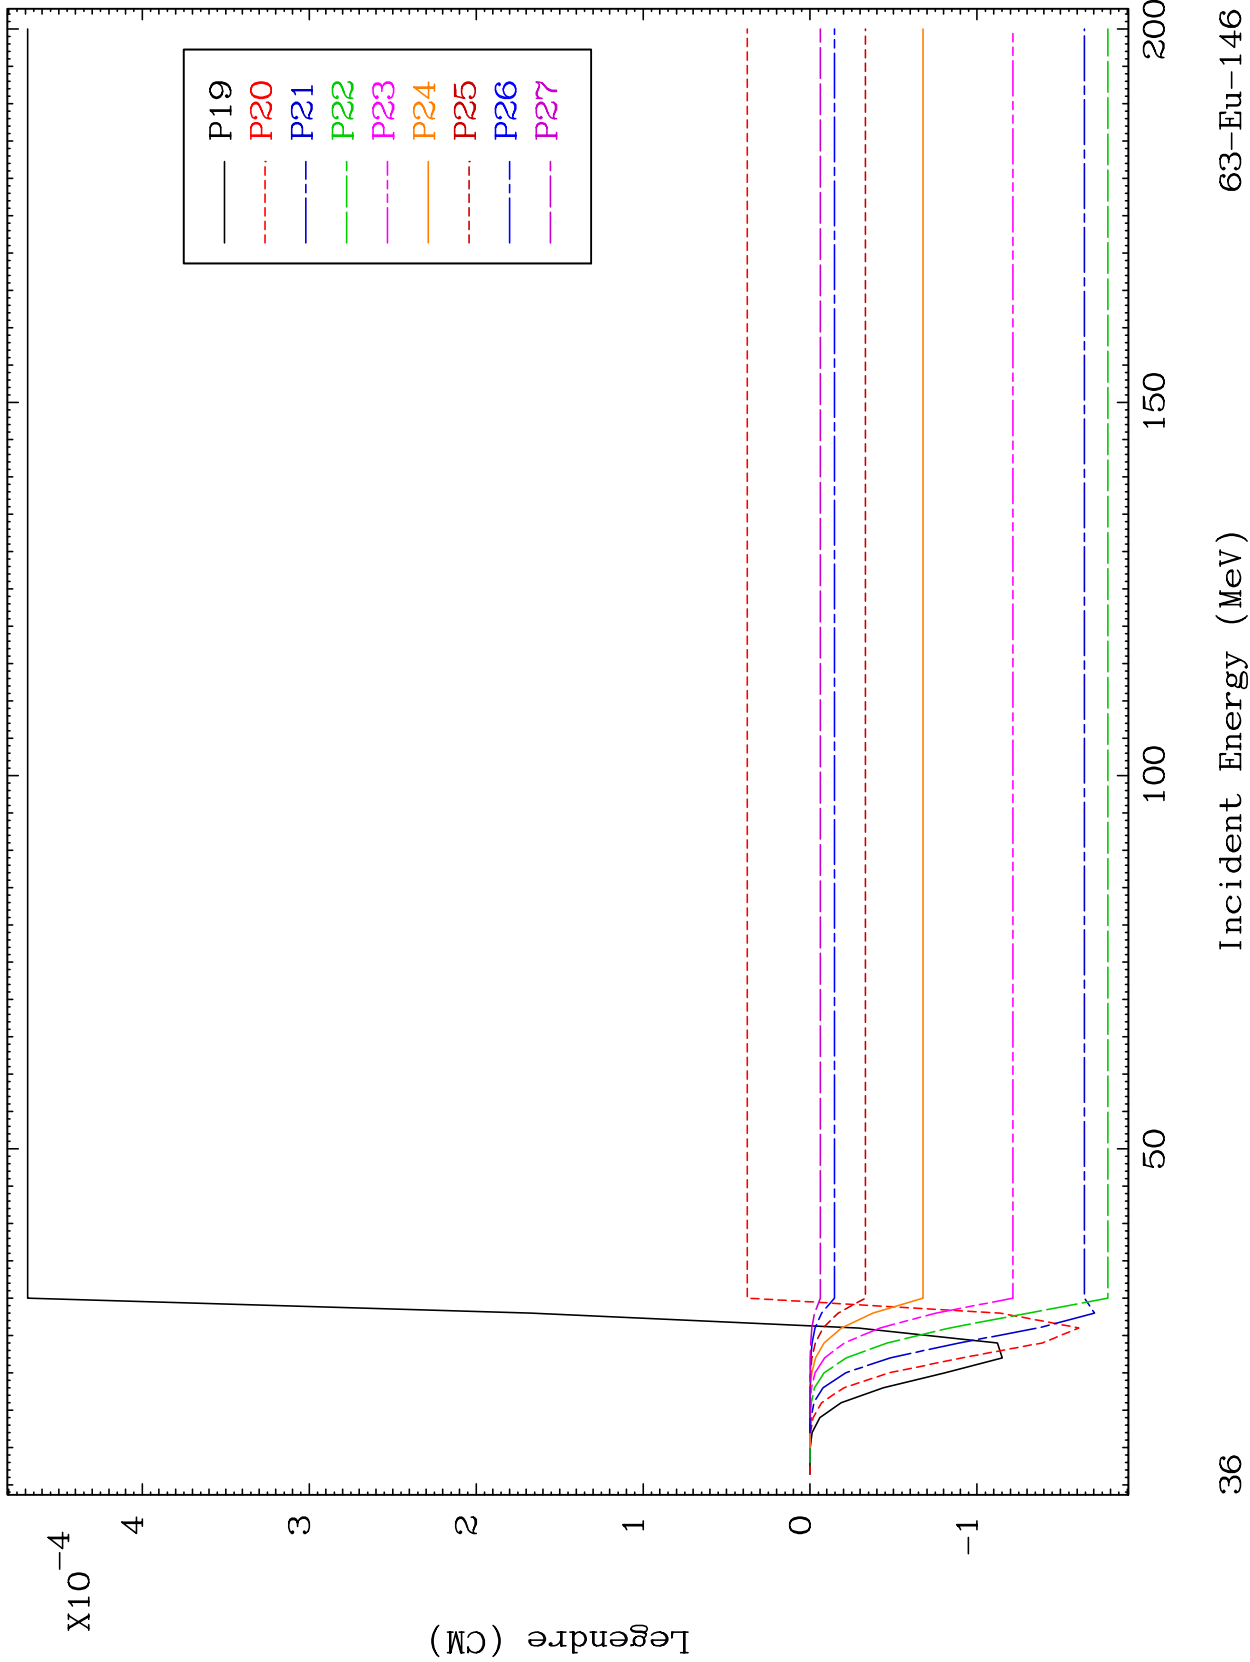 X10-4
Legendre (CM)
4
3
2
1
0
-1
P19
P20
P21
P22
P23
P24
P25
P26
P27
50
100
150
200
Incident Energy (MeV)
36
63-Eu-146